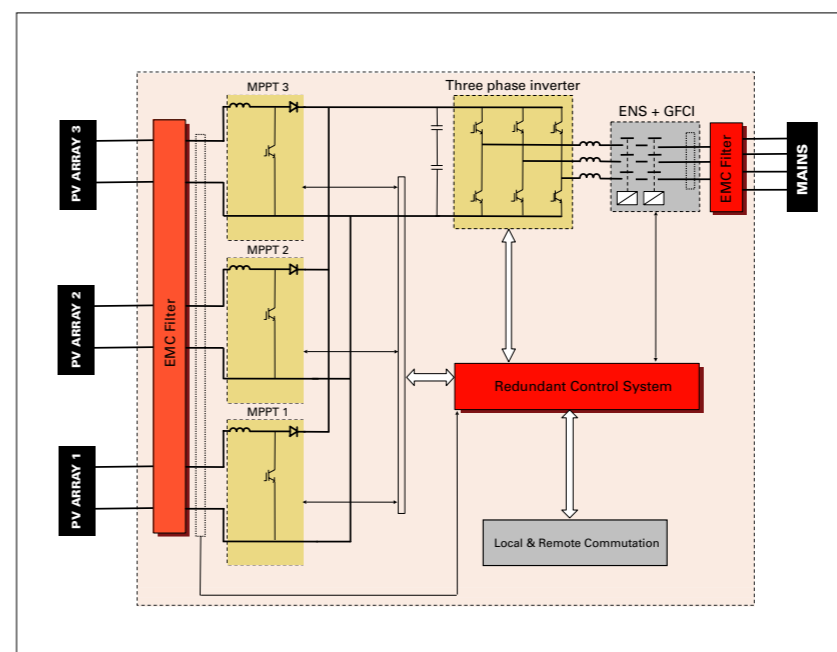 MPPT 3
Three phase inverter
ENS + GFCI
PV ARRAY 3
EMC Filter
MAINS
MPPT 2
PV ARRAY 2
EMC Filter
Redundant Control System
MPPT 1
PV ARRAY 1
Local & Remote Commutation